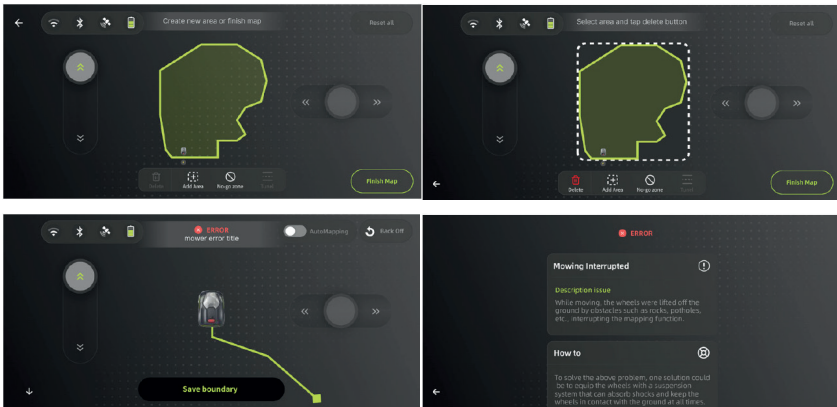 Create new area or finish map
Reset all
Delete
Add Area
No-go zone
Finish Map
Select area and tap delete button
Reset all
Delete
Add Area
No-go zone
Finish Map
ERROR
mower error title
AutoMapping
Back Off
Save boundary
ERROR
Mowing Interrupted
Description issue
While moving, the wheels were lifted off the
ground by obstacles such as rocks, potholes,
etc., interrupting the mapping function.
How to
To solve the above problem, one solution could
be to equip the wheels with a suspension
system that can absorb shocks and keep the
wheels in contact with the ground at all times.